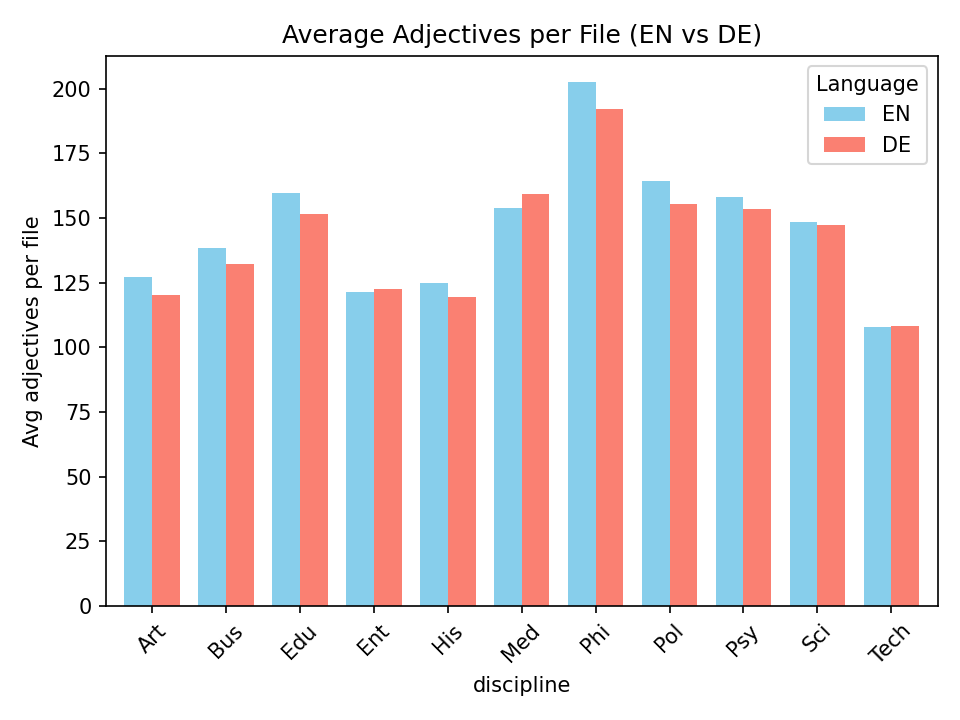 Average Adjectives per File (EN vs DE)
Language
EN
DE
Avg adjectives per file
200
175
150
125
100
75
50
25
0
Art Bus Edu Ent His Med Phi Pol Psy Sci Tech
discipline